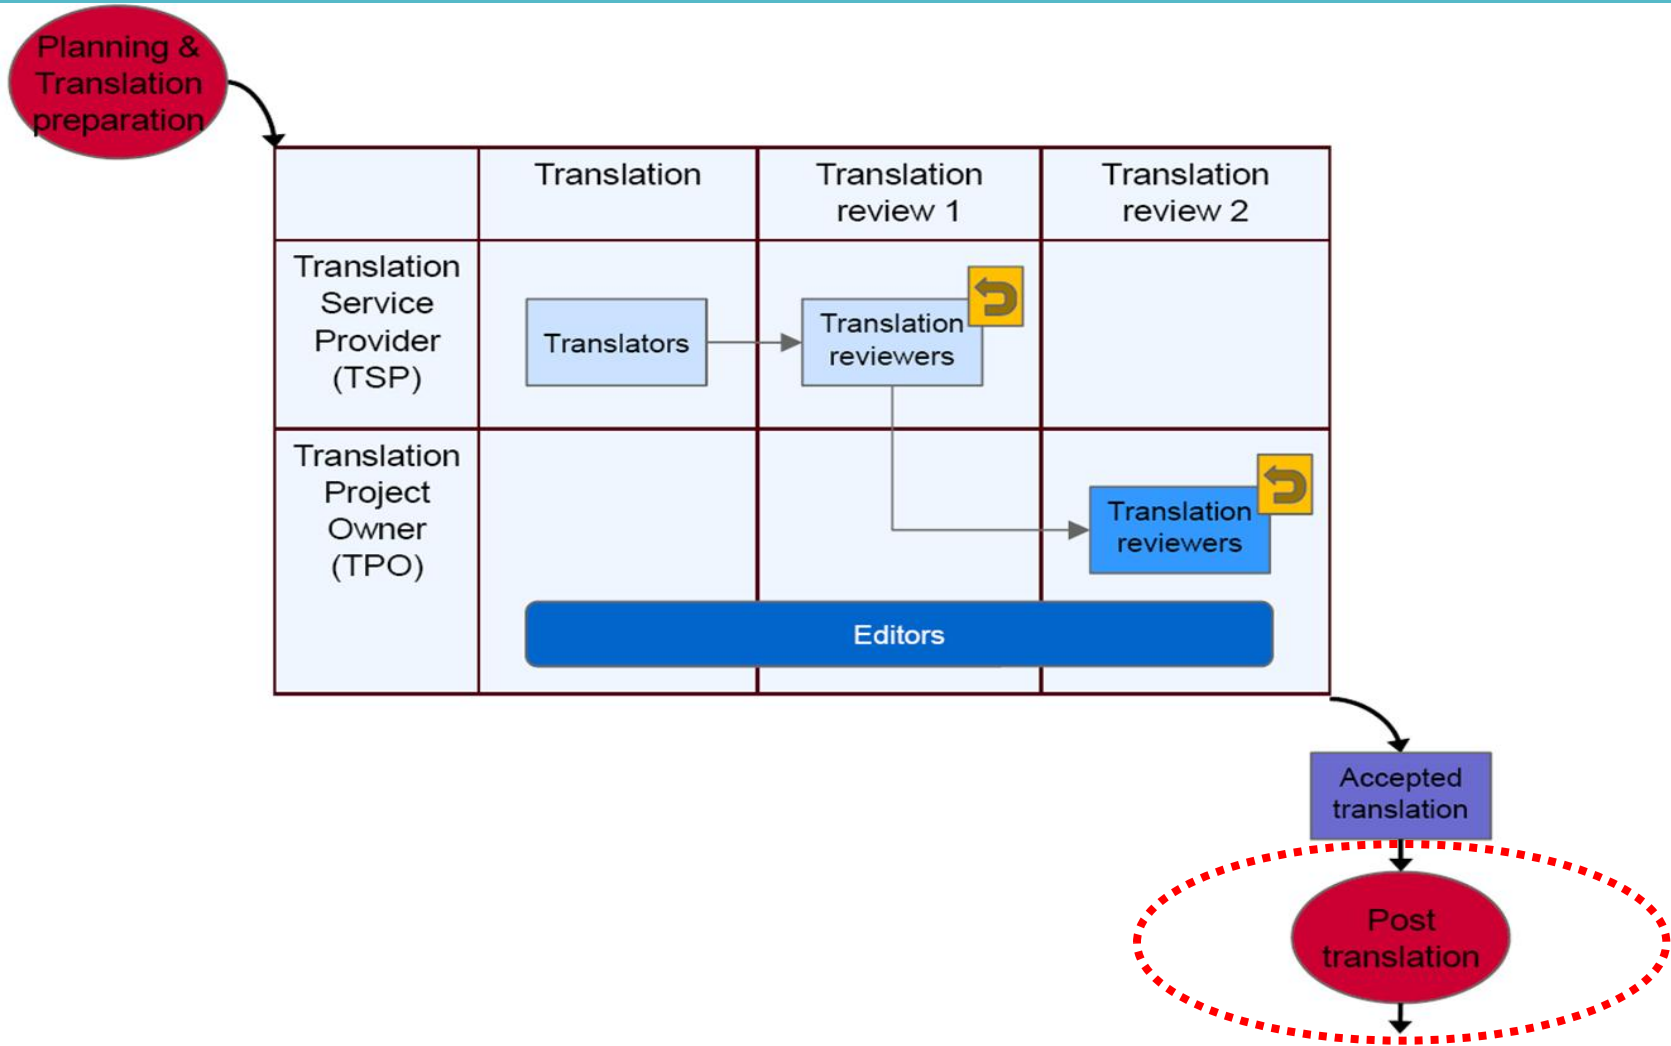 Planning &
Translation
preparation
Translation
Translation
review 1
Translation
review 2
Translation
Service
Provider
(TSP)
Translators
Translation
reviewers
Translation
Project
Owner
(TPO)
Translation
reviewers
Editors
Accepted
translation
Post
translation